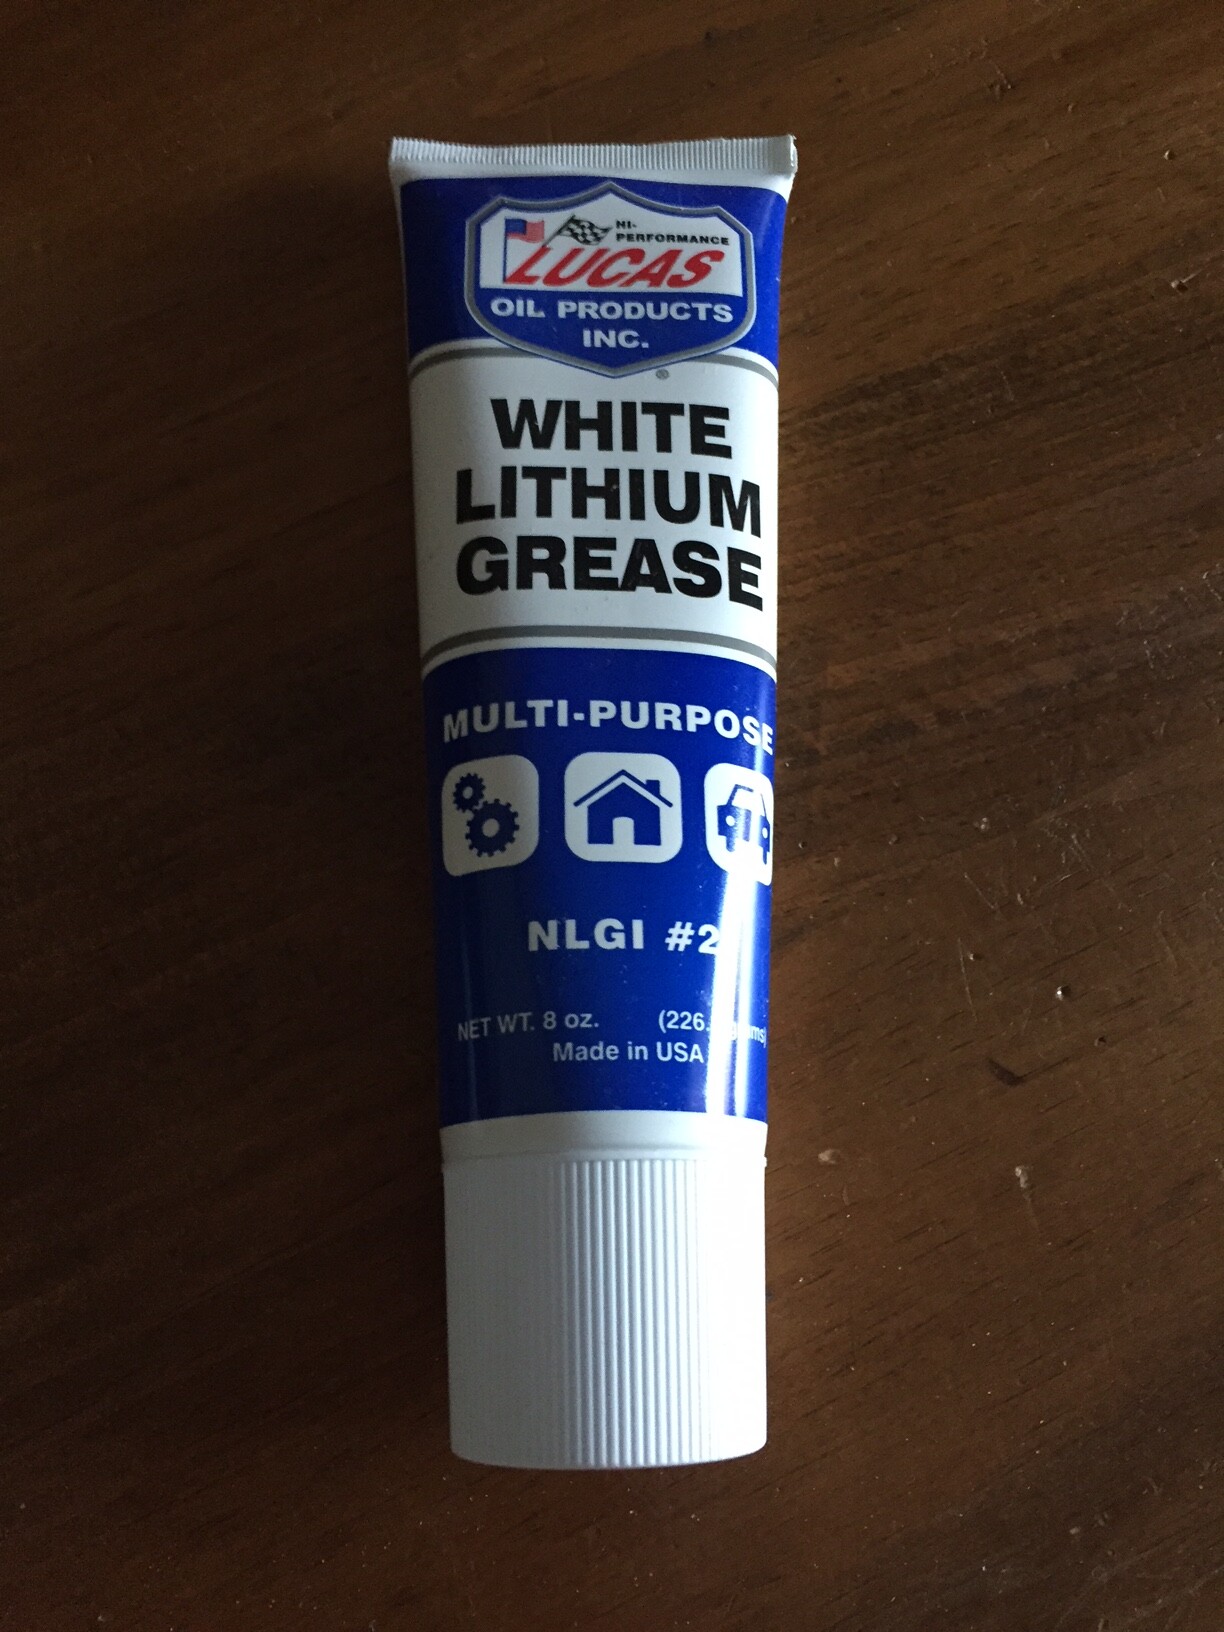 HI-
PERFORMANCE
LUCAS
OIL PRODUCTS
INC.
®
WHITE
LITHIUM
GREASE
MULTI-PURPOSE
NLGI #2
NET WT. 8 oz.
Made in USA